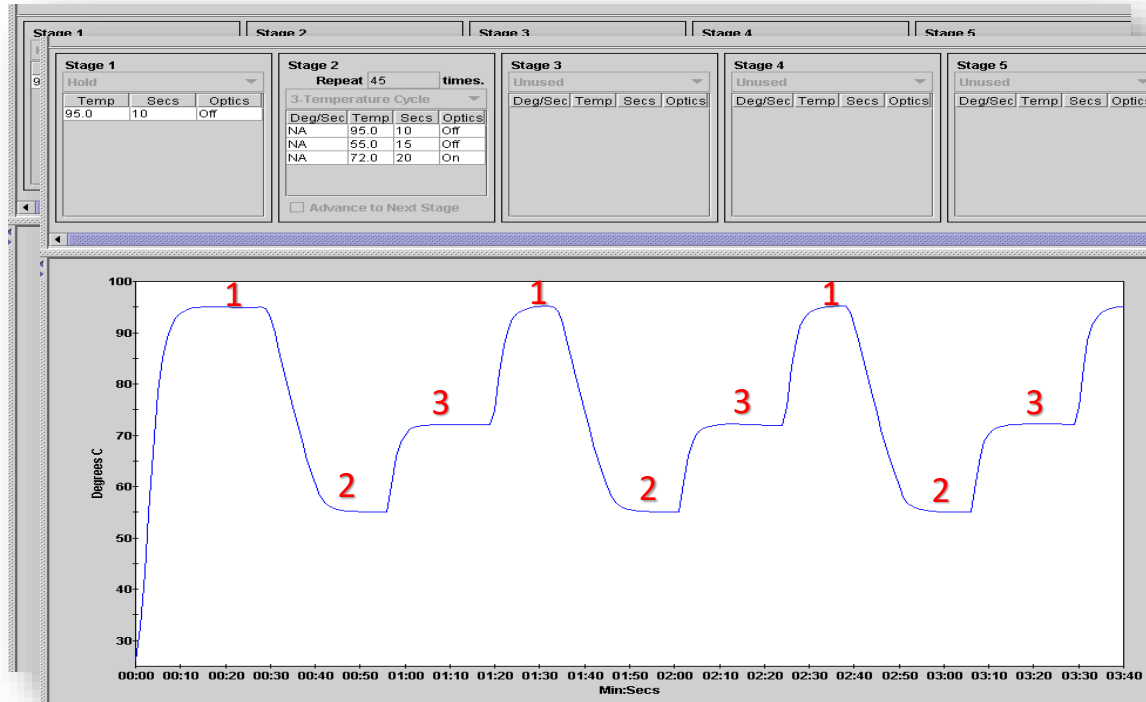 Stage 1 Stage 2 Stage 3 Stage 4 Stage 5
Stage 1
Hold
Temp Secs Optics
95.0 10 Off
Stage 2
Repeat 45 times.
3-Temperature Cycle
Deg/Sec Temp Secs Optics
NA 95.0 10 Off
NA 55.0 15 Off
NA 72.0 20 On
Advance to Next Stage
Stage 3
Unused
Deg/Sec Temp Secs Optics
Stage 4
Unused
Deg/Sec Temp Secs Optics
Stage 5
Unused
Deg/Sec Temp Secs
Degrees C
100
90
80
70
60
50
40
30
1 1 1
3 3 3
2 2 2
00:00 00:10 00:20 00:30 00:40 00:50 01:00 01:10 01:20 01:30 01:40 01:50 02:00 02:10 02:20 02:30 02:40 02:50 03:00 03:10 03:20 03:30 03:40
Min:Secs